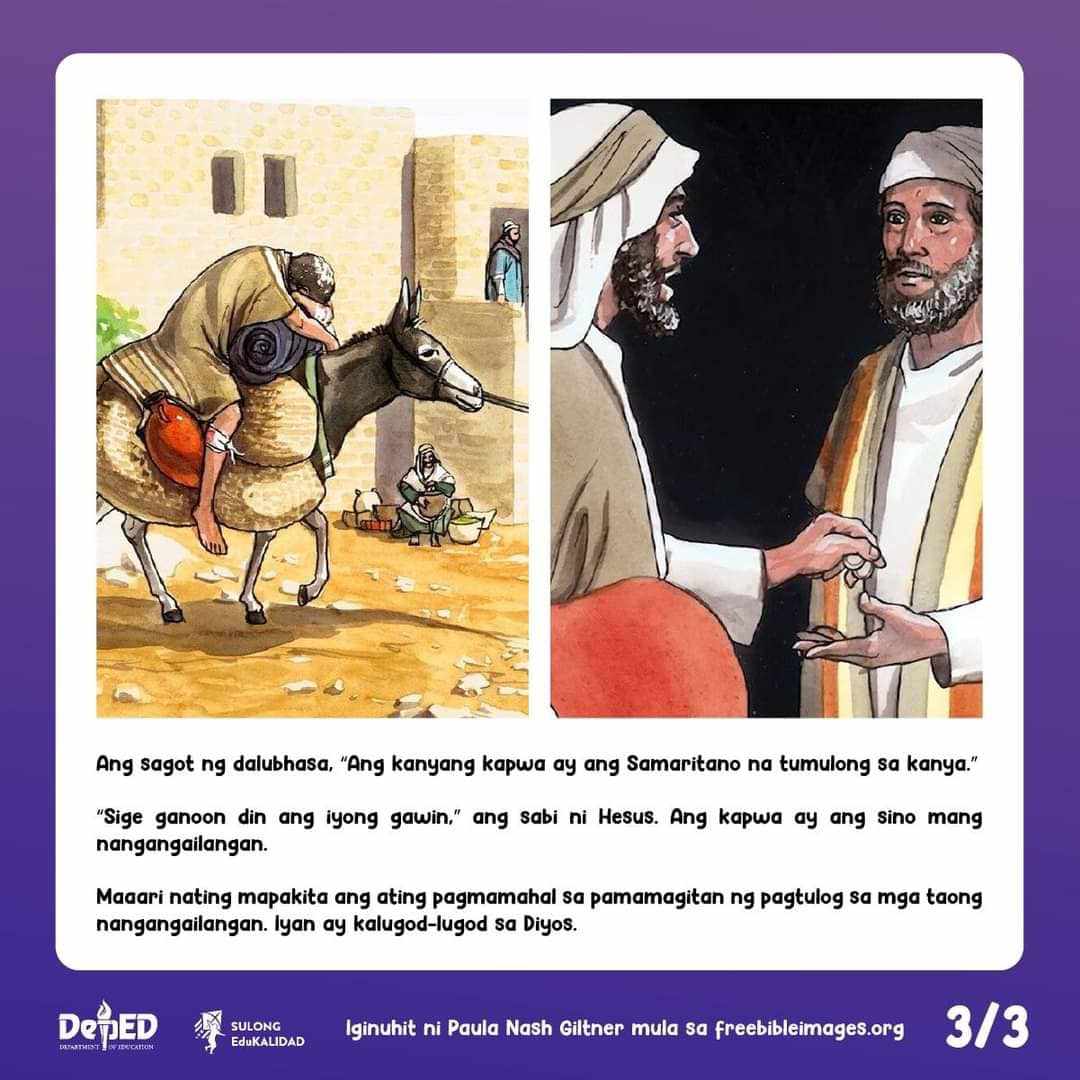 Ang sagot ng dalubhasa, “Ang kanyang kapwa ay ang Samaritano na tumulong sa kanya.”
“Sige ganoon din ang iyong gawin,” ang sabi ni Hesus. Ang kapwa ay ang sino mang
nangangailangan.
Maaari nating mapakita ang ating pagmamahal sa pamamagitan ng pagtulog sa mga taong
nangangailangan. Iyan ay kalugod-lugod sa Diyos.
DepED
DEPARTMENT OF EDUCATION
SULONG
EduKALIDAD
Iginuhit ni Paula Nash Giltner mula sa freebibleimages.org
3/3